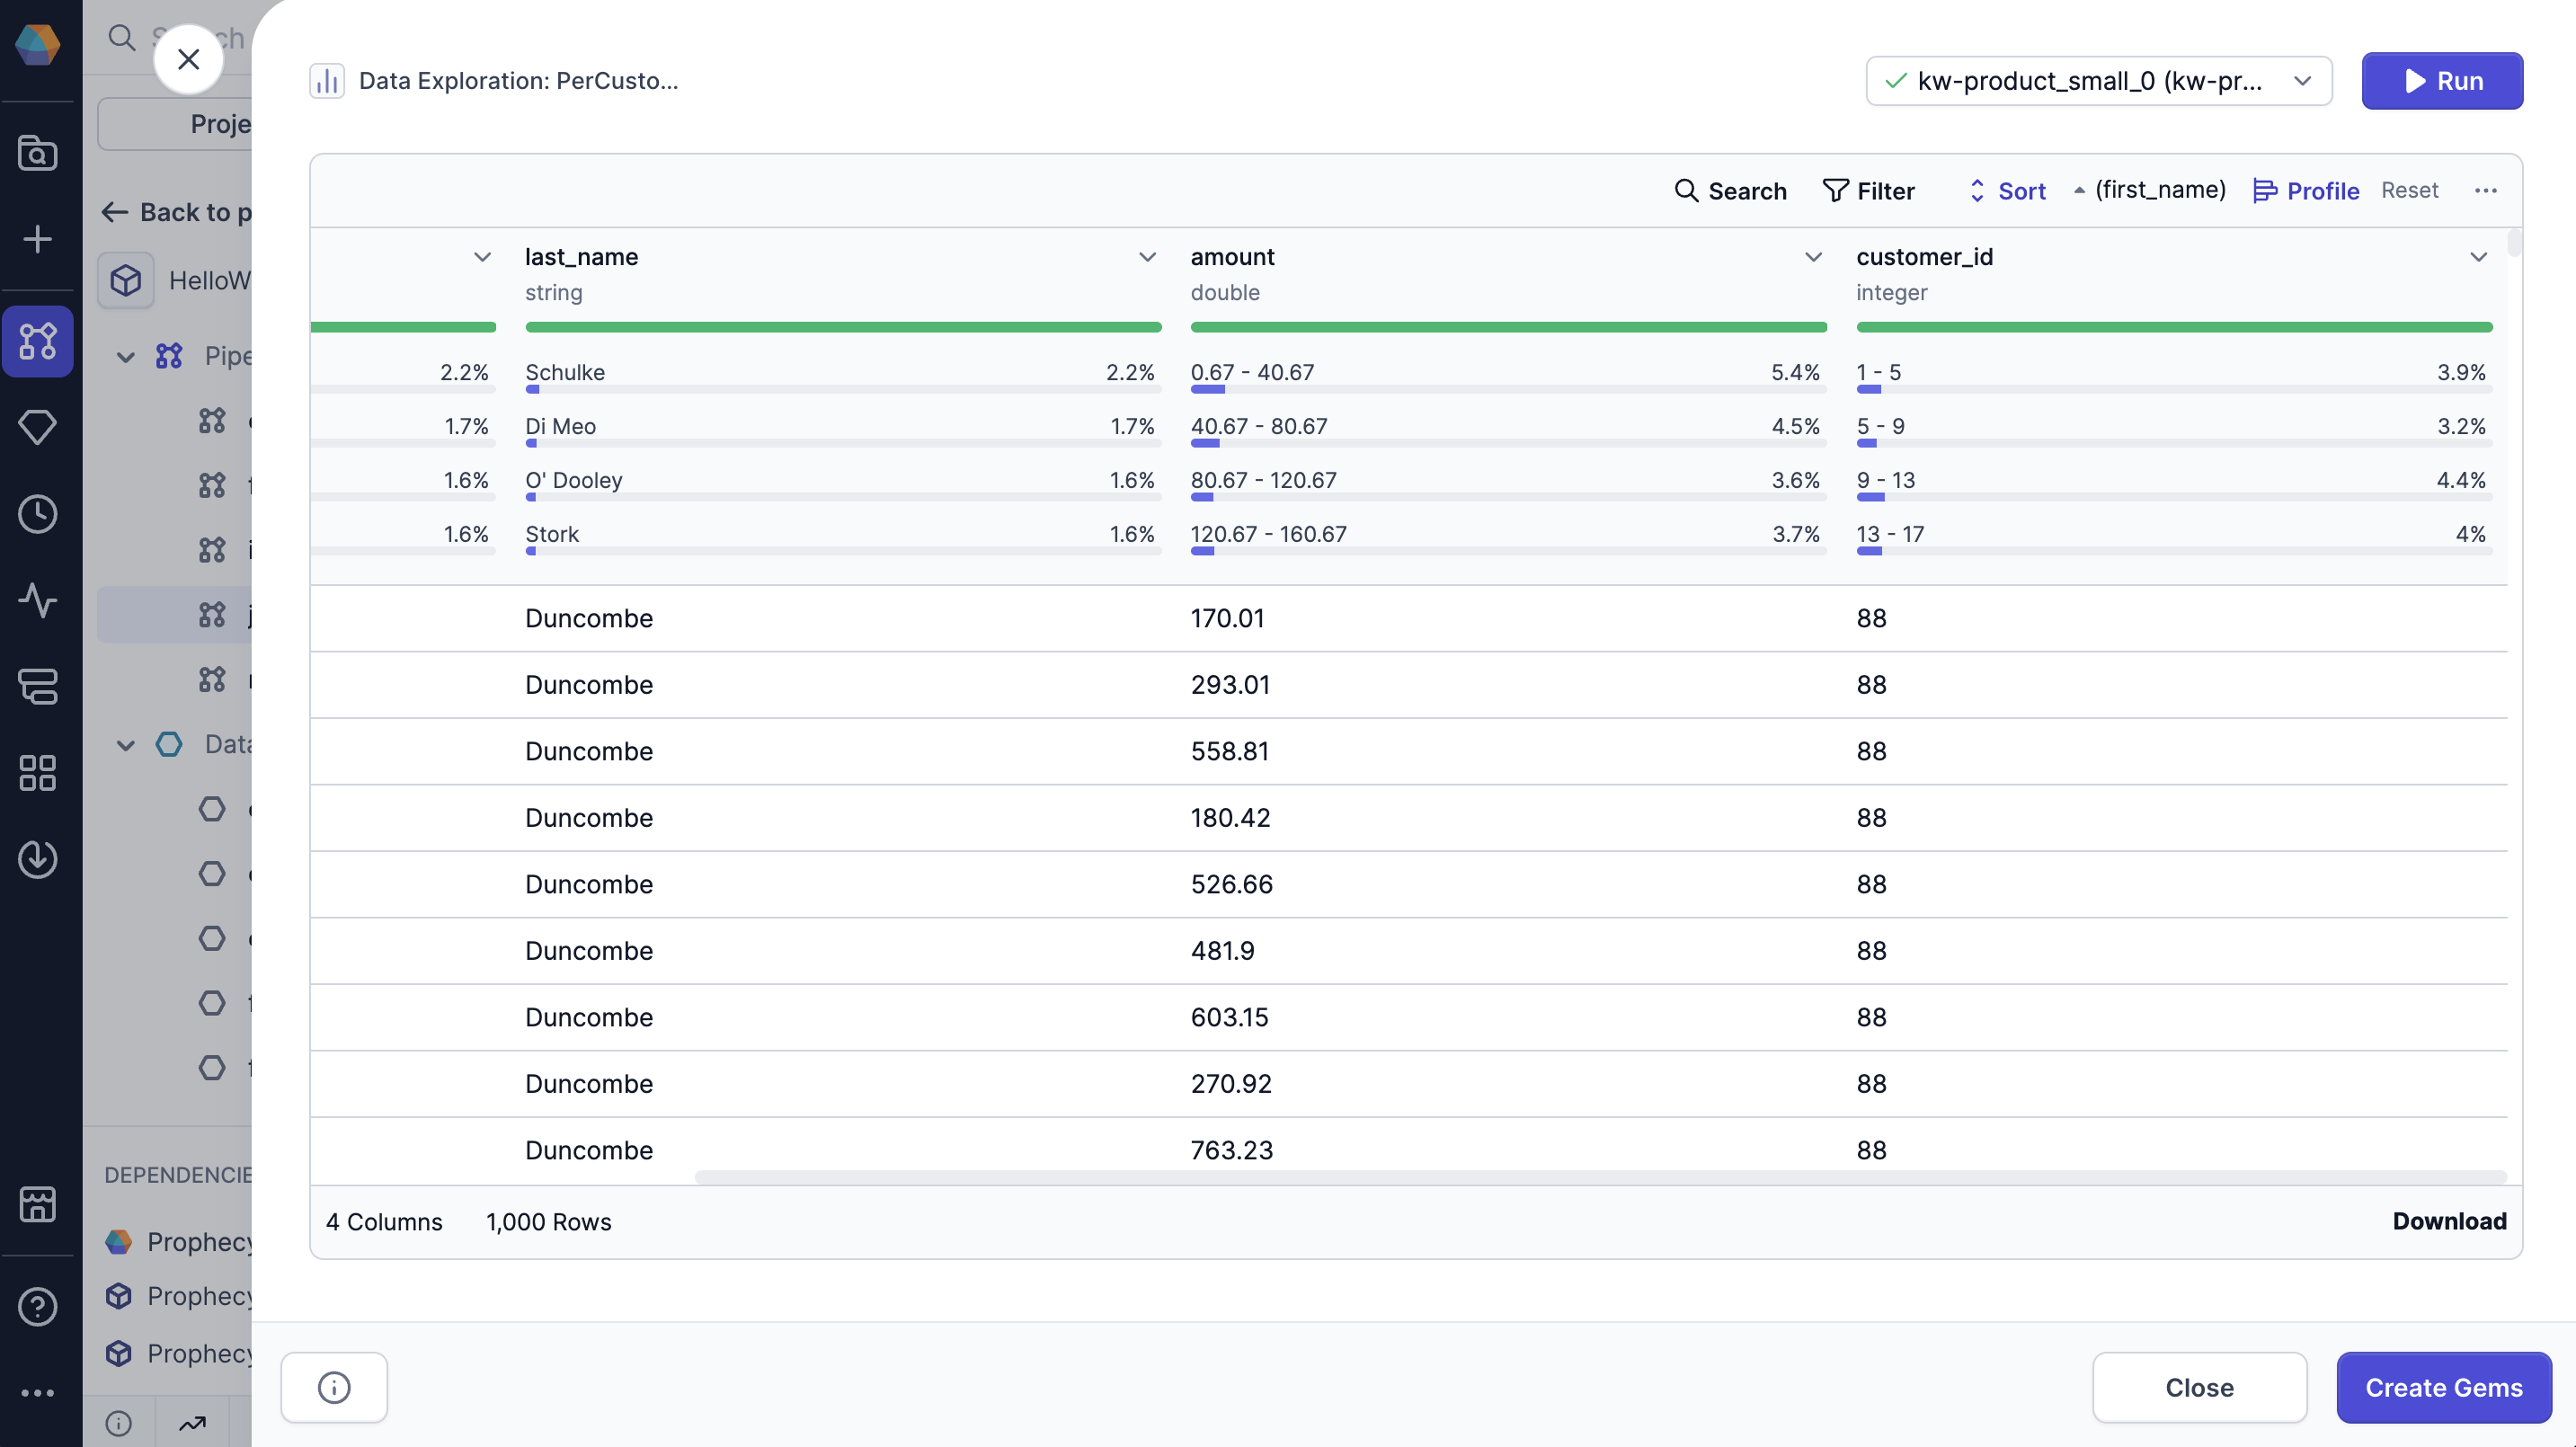 Data Exploration: PerCusto...
kw-product_small_0 (kw-pr...
Run
Proje
Back to p
HelloW
Pipe
Data
DEPENDENCIE
Prophecy
Prophecy
Prophecy
Search Filter Sort (first_name) Profile Reset
last_name amount customer_id
string double integer
2.2% Schulke 2.2% 0.67 - 40.67 5.4% 1 - 5 3.9%
1.7% Di Meo 1.7% 40.67 - 80.67 4.5% 5 - 9 3.2%
1.6% O' Dooley 1.6% 80.67 - 120.67 3.6% 9 - 13 4.4%
1.6% Stork 1.6% 120.67 - 160.67 3.7% 13 - 17 4%
Duncombe 170.01 88
Duncombe 293.01 88
Duncombe 558.81 88
Duncombe 180.42 88
Duncombe 526.66 88
Duncombe 481.9 88
Duncombe 603.15 88
Duncombe 270.92 88
Duncombe 763.23 88
4 Columns 1,000 Rows Download
Close Create Gems